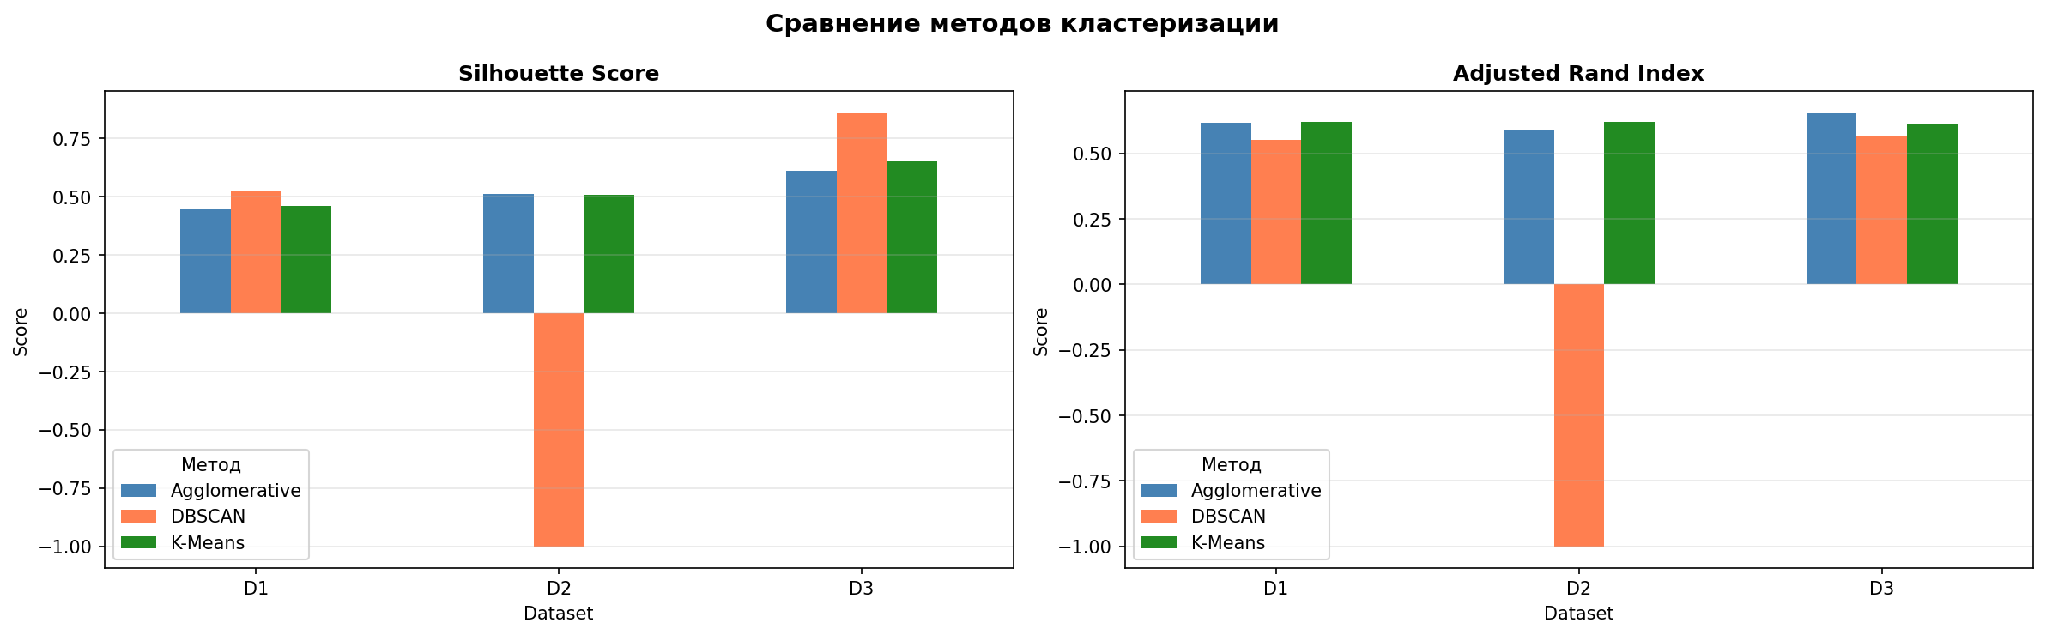 Сравнение методов кластеризации
Silhouette Score
Score
0.75
0.50
0.25
0.00
−0.25
−0.50
−0.75
−1.00
Метод
Agglomerative
DBSCAN
K-Means
D1 D2 D3
Dataset
Adjusted Rand Index
Score
0.50
0.25
0.00
−0.25
−0.50
−0.75
−1.00
Метод
Agglomerative
DBSCAN
K-Means
D1 D2 D3
Dataset